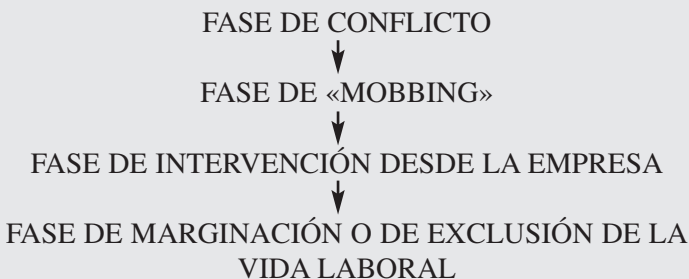 FASE DE CONFLICTO
FASE DE «MOBBING»
FASE DE INTERVENCIÓN DESDE LA EMPRESA
FASE DE MARGINACIÓN O DE EXCLUSIÓN DE LA
VIDA LABORAL